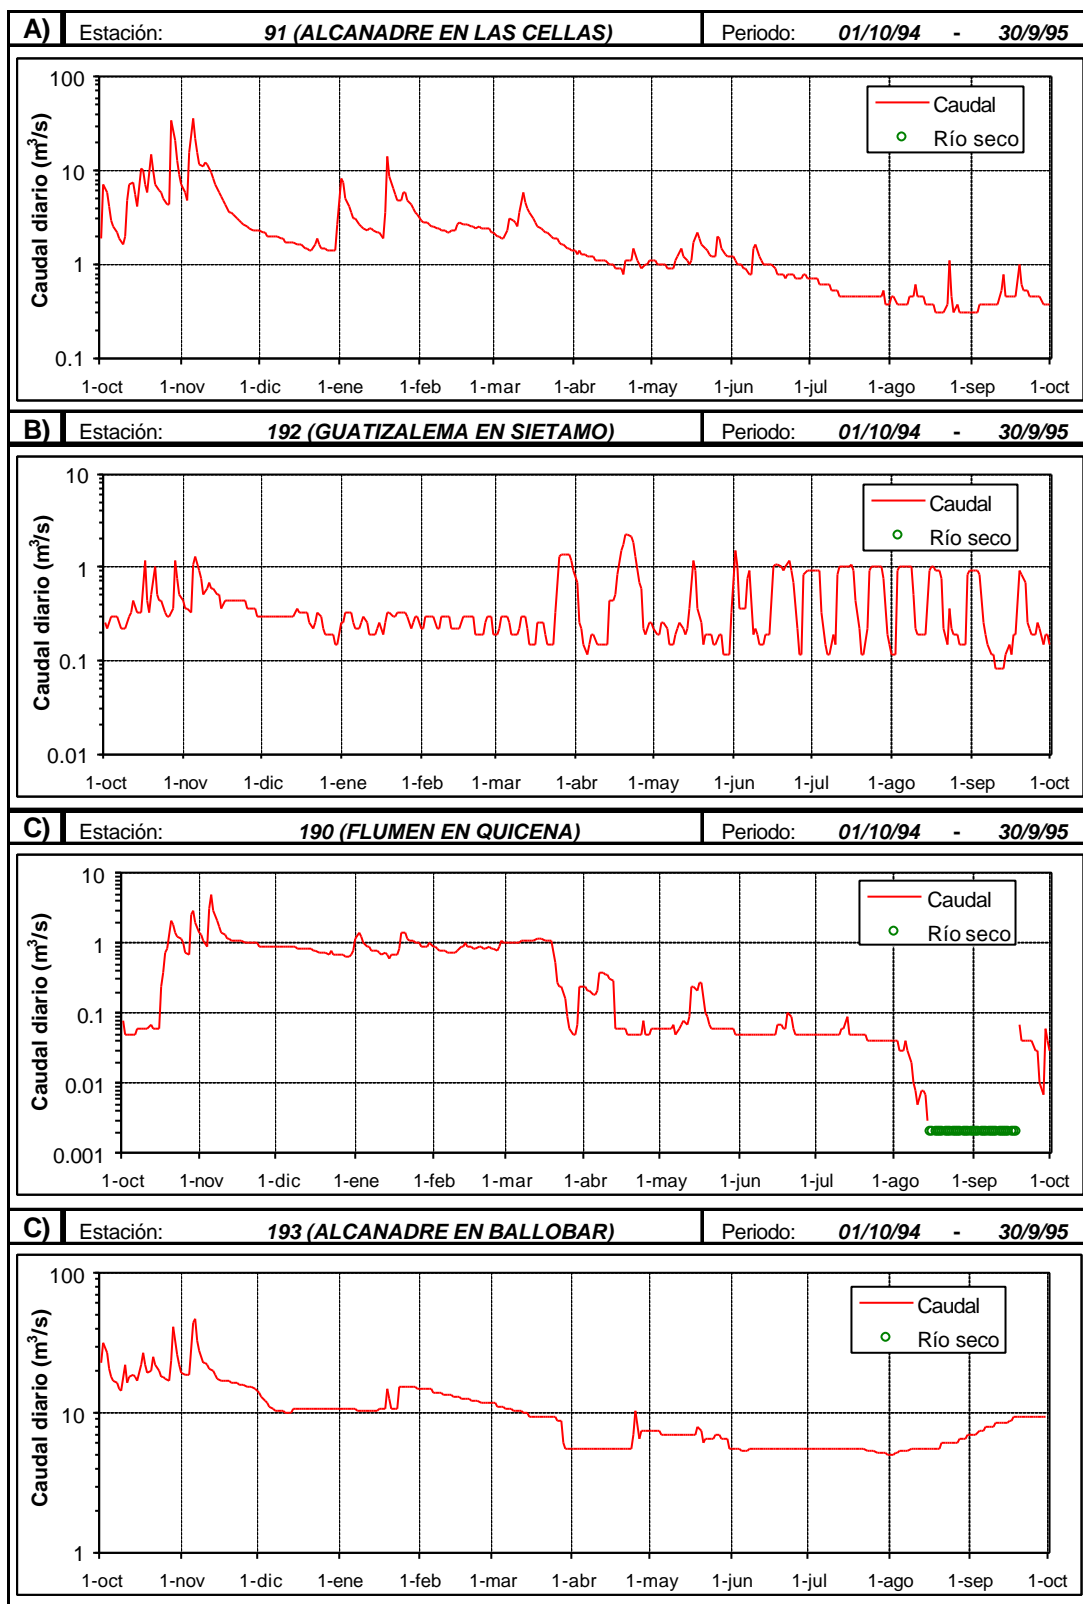 A) Estación: 91 (ALCANADRE EN LAS CELLAS) Periodo: 01/10/94 - 30/9/95
Caudal diario (m³/s)
100
10
1
0.1
Caudal
Río seco
1-oct 1-nov 1-dic 1-ene 1-feb 1-mar 1-abr 1-may 1-jun 1-jul 1-ago 1-sep 1-oct
B) Estación: 192 (GUATIZALEMA EN SIETAMO) Periodo: 01/10/94 - 30/9/95
Caudal diario (m³/s)
10
1
0.1
0.01
Caudal
Río seco
1-oct 1-nov 1-dic 1-ene 1-feb 1-mar 1-abr 1-may 1-jun 1-jul 1-ago 1-sep 1-oct
C) Estación: 190 (FLUMEN EN QUICENA) Periodo: 01/10/94 - 30/9/95
Caudal diario (m³/s)
10
1
0.1
0.01
0.001
Caudal
Río seco
1-oct 1-nov 1-dic 1-ene 1-feb 1-mar 1-abr 1-may 1-jun 1-jul 1-ago 1-sep 1-oct
C) Estación: 193 (ALCANADRE EN BALLOBAR) Periodo: 01/10/94 - 30/9/95
Caudal diario (m³/s)
100
10
1
Caudal
Río seco
1-oct 1-nov 1-dic 1-ene 1-feb 1-mar 1-abr 1-may 1-jun 1-jul 1-ago 1-sep 1-oct